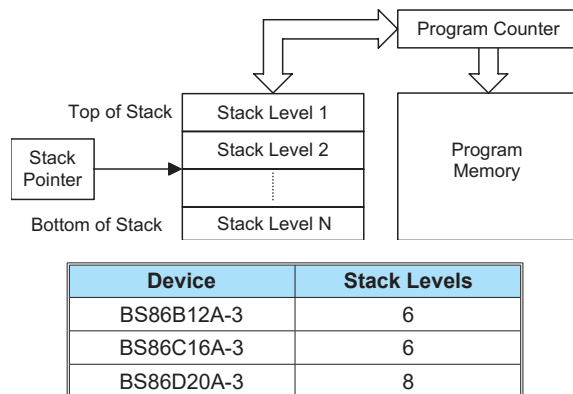 Program Counter
Top of Stack
Stack Level 1
Stack Level 2
Stack
Pointer
Program
Memory
Bottom of Stack
Stack Level N
Device Stack Levels
BS86B12A-3 6
BS86C16A-3 6
BS86D20A-3 8